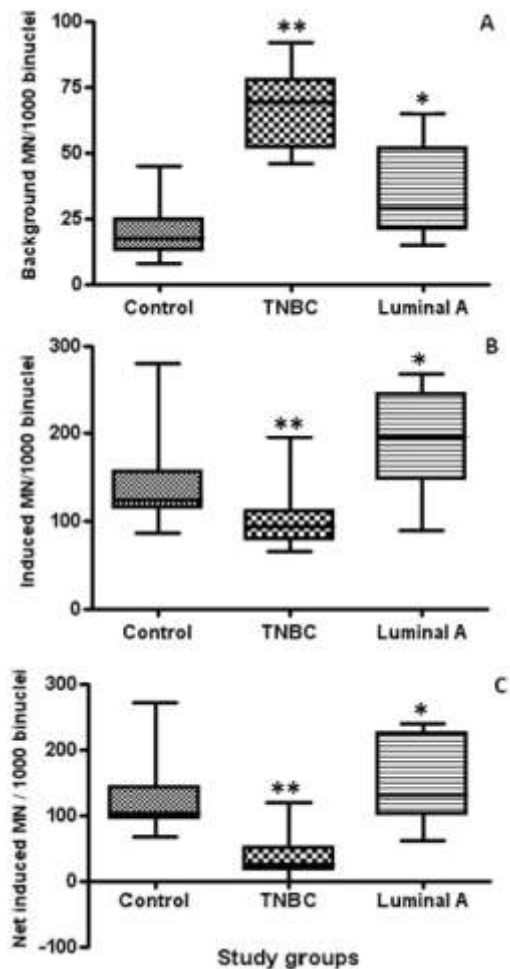 A
Background MN/1000 binuclei
100
75
50
25
0
**
*
Control TNBC Luminal A
B
Induced MN/1000 binuclei
300
200
100
0
**
*
Control TNBC Luminal A
C
Net induced MN / 1000 binuclei
300
200
100
0
-100
**
*
Control TNBC Luminal A
Study groups